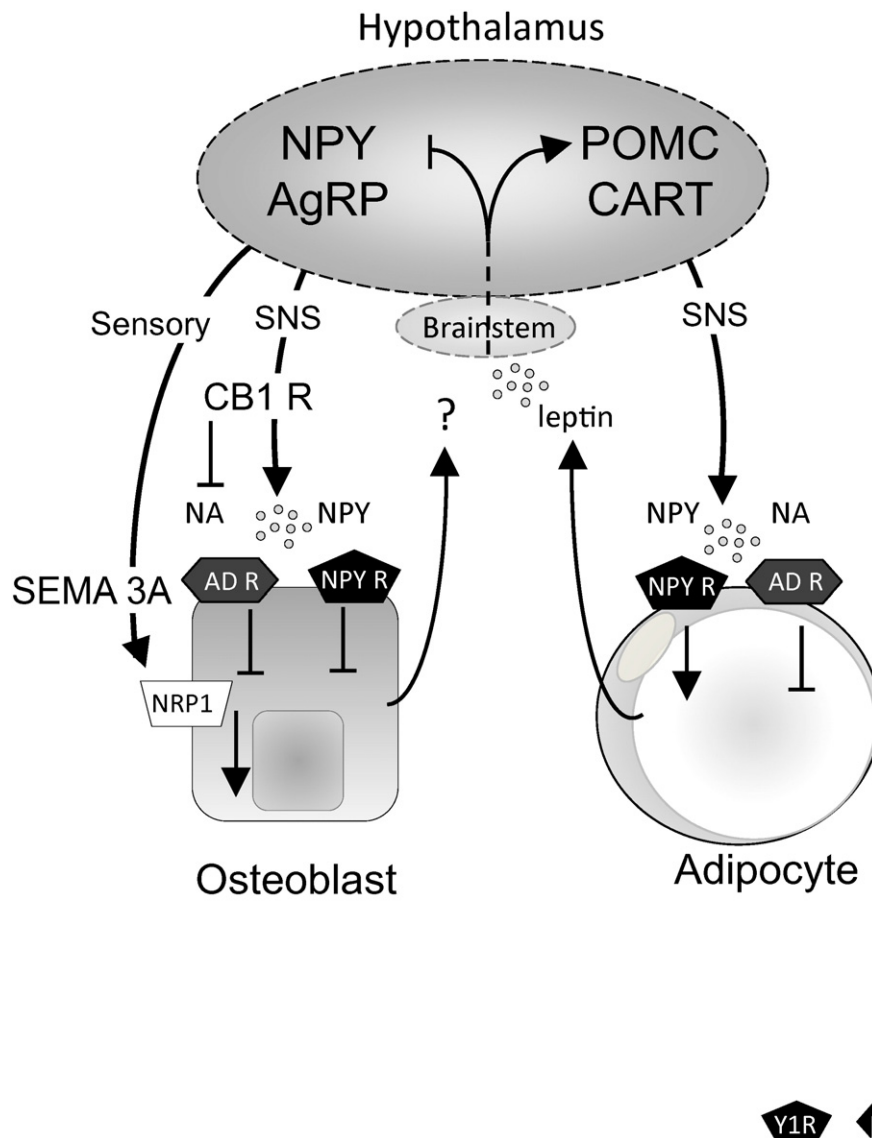 Hypothalamus
NPY
AgRP
POMC
CART
Sensory
SNS
Brainstem
SNS
CB1 R
?
leptin
NA
NPY
NPY
NA
SEMA 3A
AD R
NPY R
NPY R
AD R
NRP1
Osteoblast
Adipocyte
Y1R